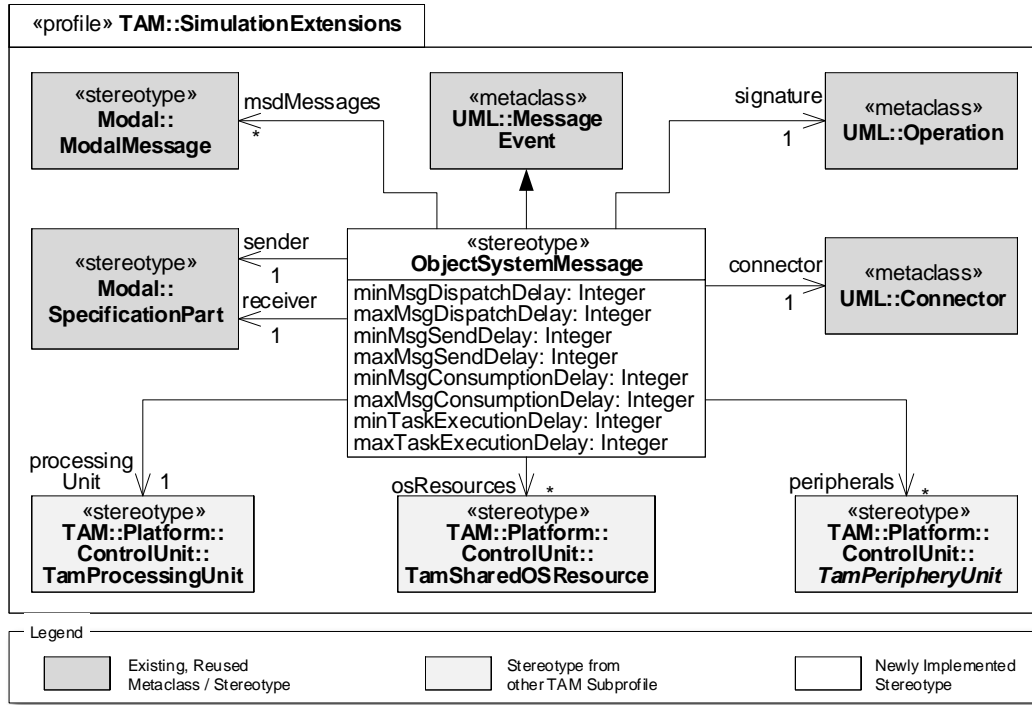 «profile» TAM::SimulationExtensions
«stereotype»
Modal::
ModalMessage
msdMessages
*
«metaclass»
UML::Message
Event
signature
1
«metaclass»
UML::Operation
«stereotype»
Modal::
SpecificationPart
sender
1
receiver
1
«stereotype»
ObjectSystemMessage
minMsgDispatchDelay: Integer
maxMsgDispatchDelay: Integer
minMsgSendDelay: Integer
maxMsgSendDelay: Integer
minMsgConsumptionDelay: Integer
maxMsgConsumptionDelay: Integer
minTaskExecutionDelay: Integer
maxTaskExecutionDelay: Integer
connector
1
«metaclass»
UML::Connector
processing
Unit
1
«stereotype»
TAM::Platform::
ControlUnit::
TamProcessingUnit
osResources
*
«stereotype»
TAM::Platform::
ControlUnit::
TamSharedOSResource
peripherals
*
«stereotype»
TAM::Platform::
ControlUnit::
TamPeripheryUnit
Legend
Existing, Reused
Metaclass / Stereotype
Stereotype from
other TAM Subprofile
Newly Implemented
Stereotype